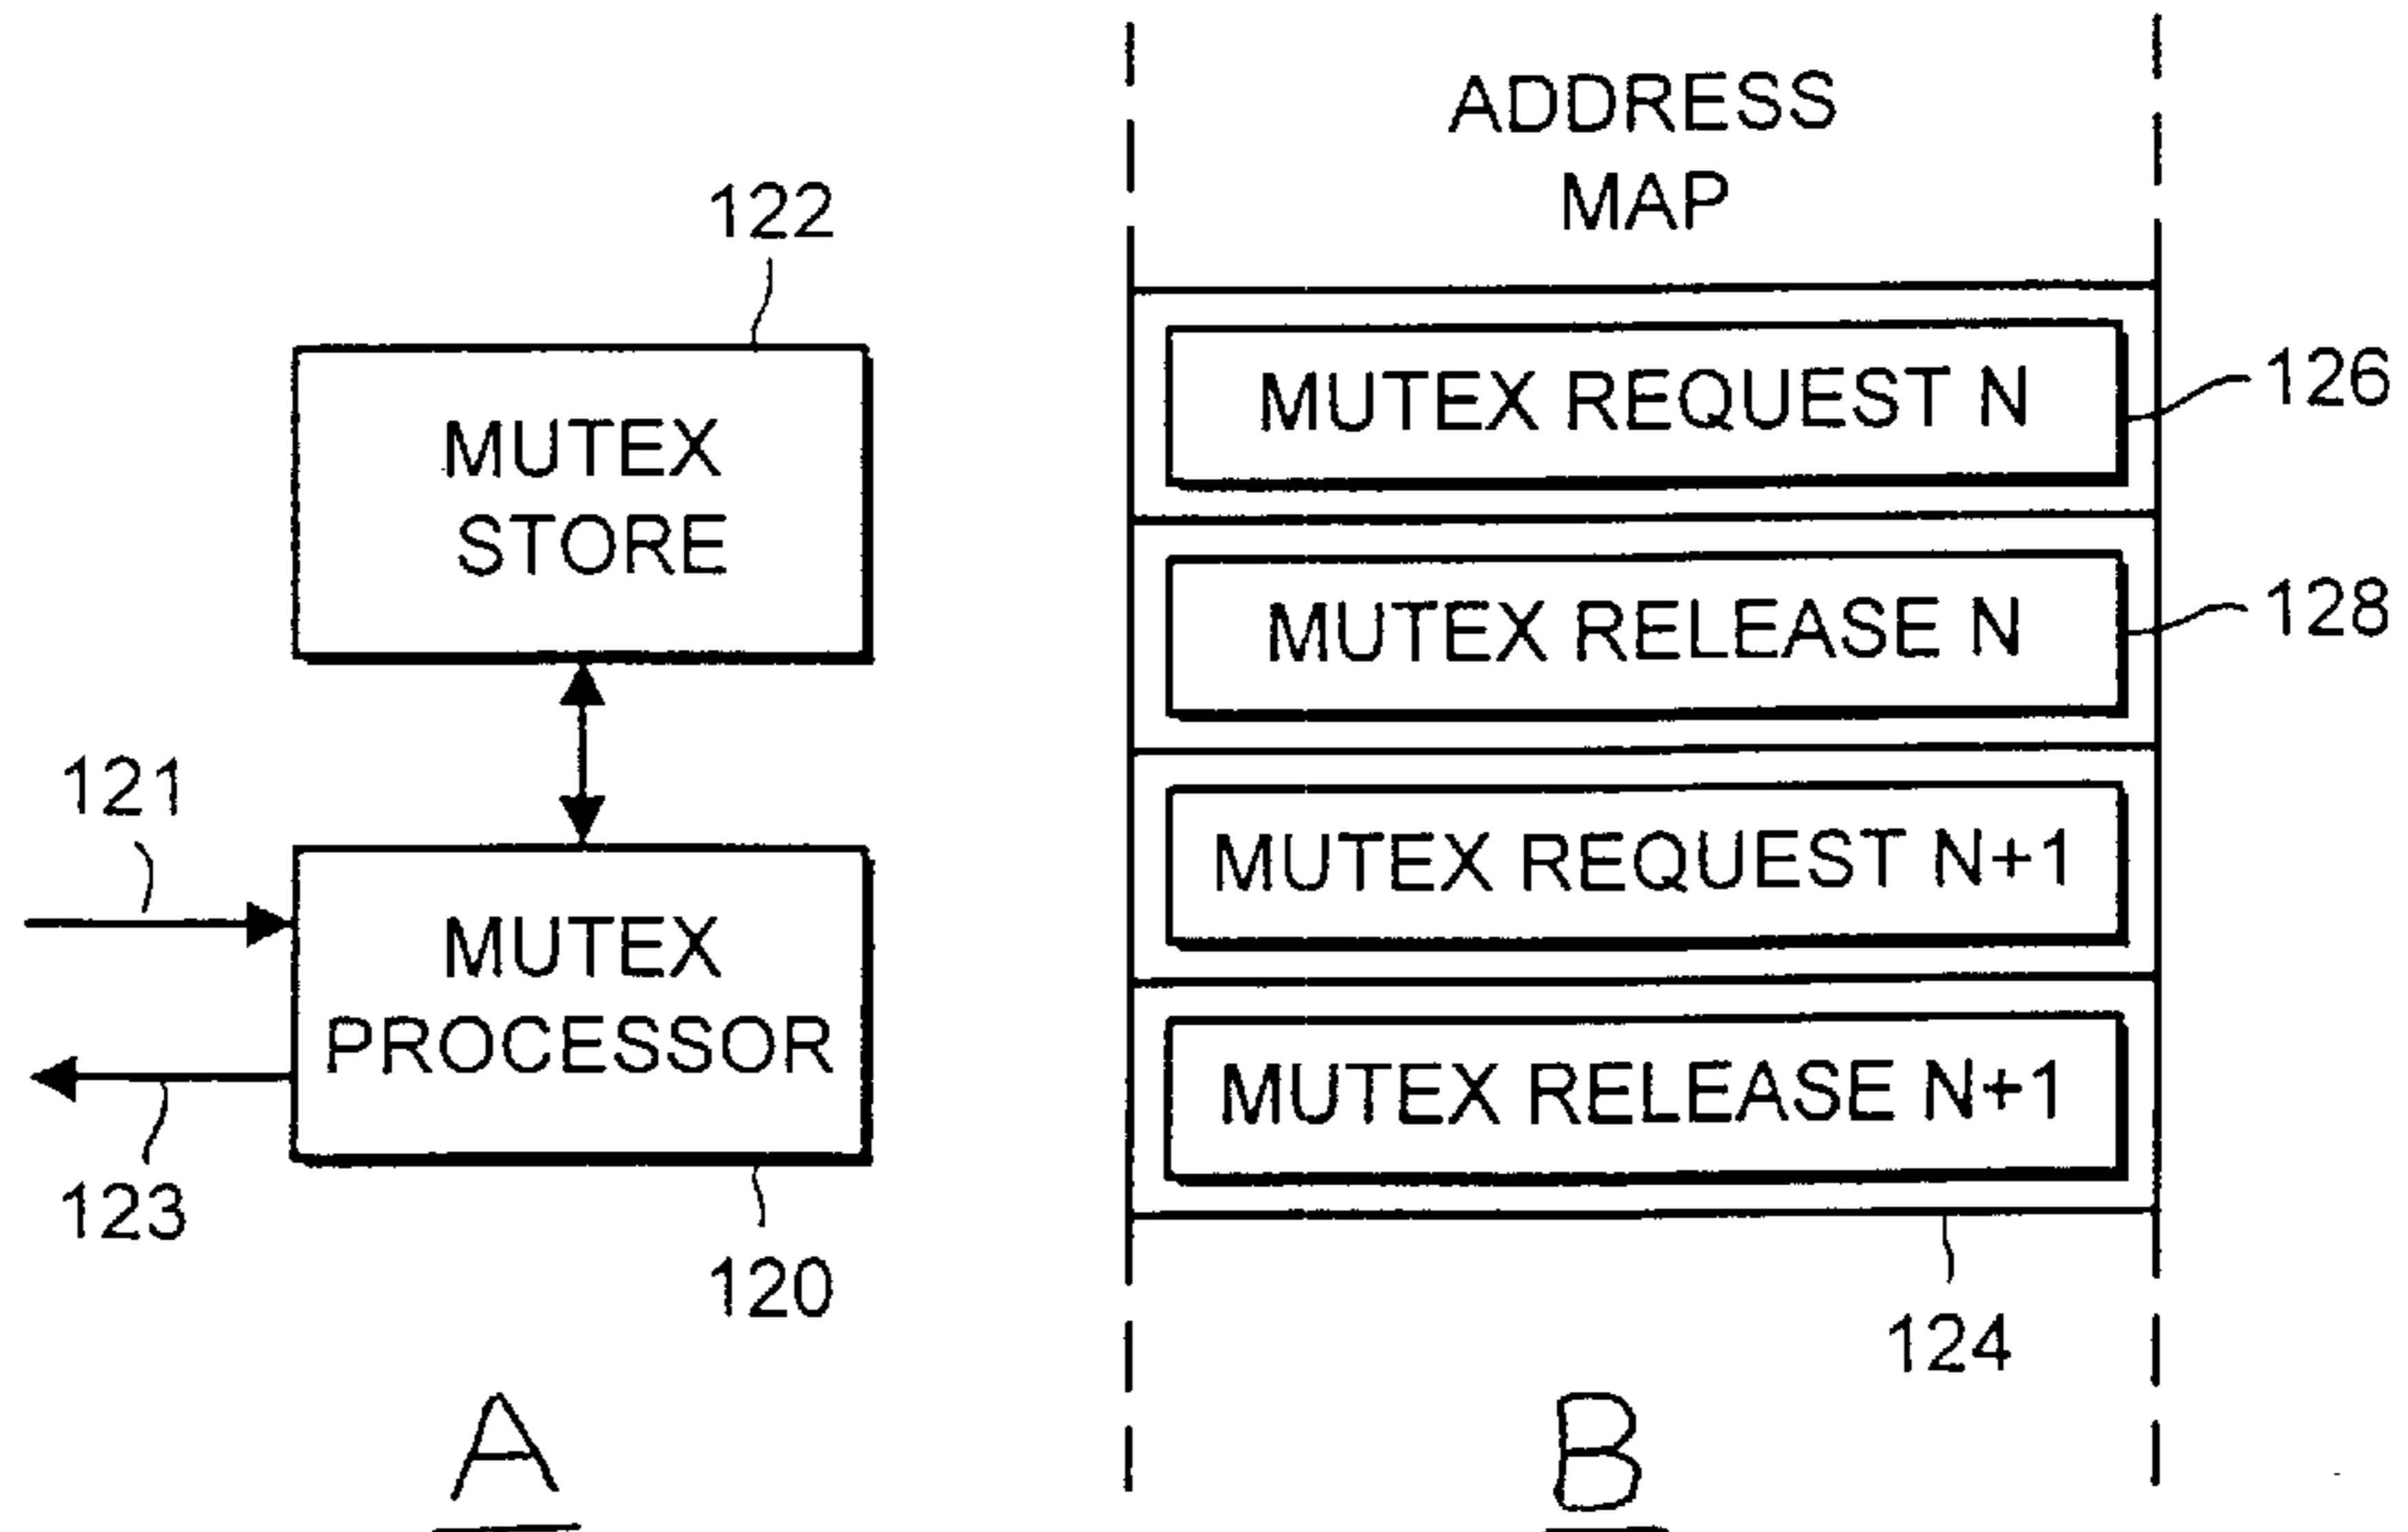 122
MUTEX
STORE
121
MUTEX
PROCESSOR
123
120
A
ADDRESS
MAP
MUTEX REQUEST N
126
MUTEX RELEASE N
128
MUTEX REQUEST N+1
MUTEX RELEASE N+1
124
B